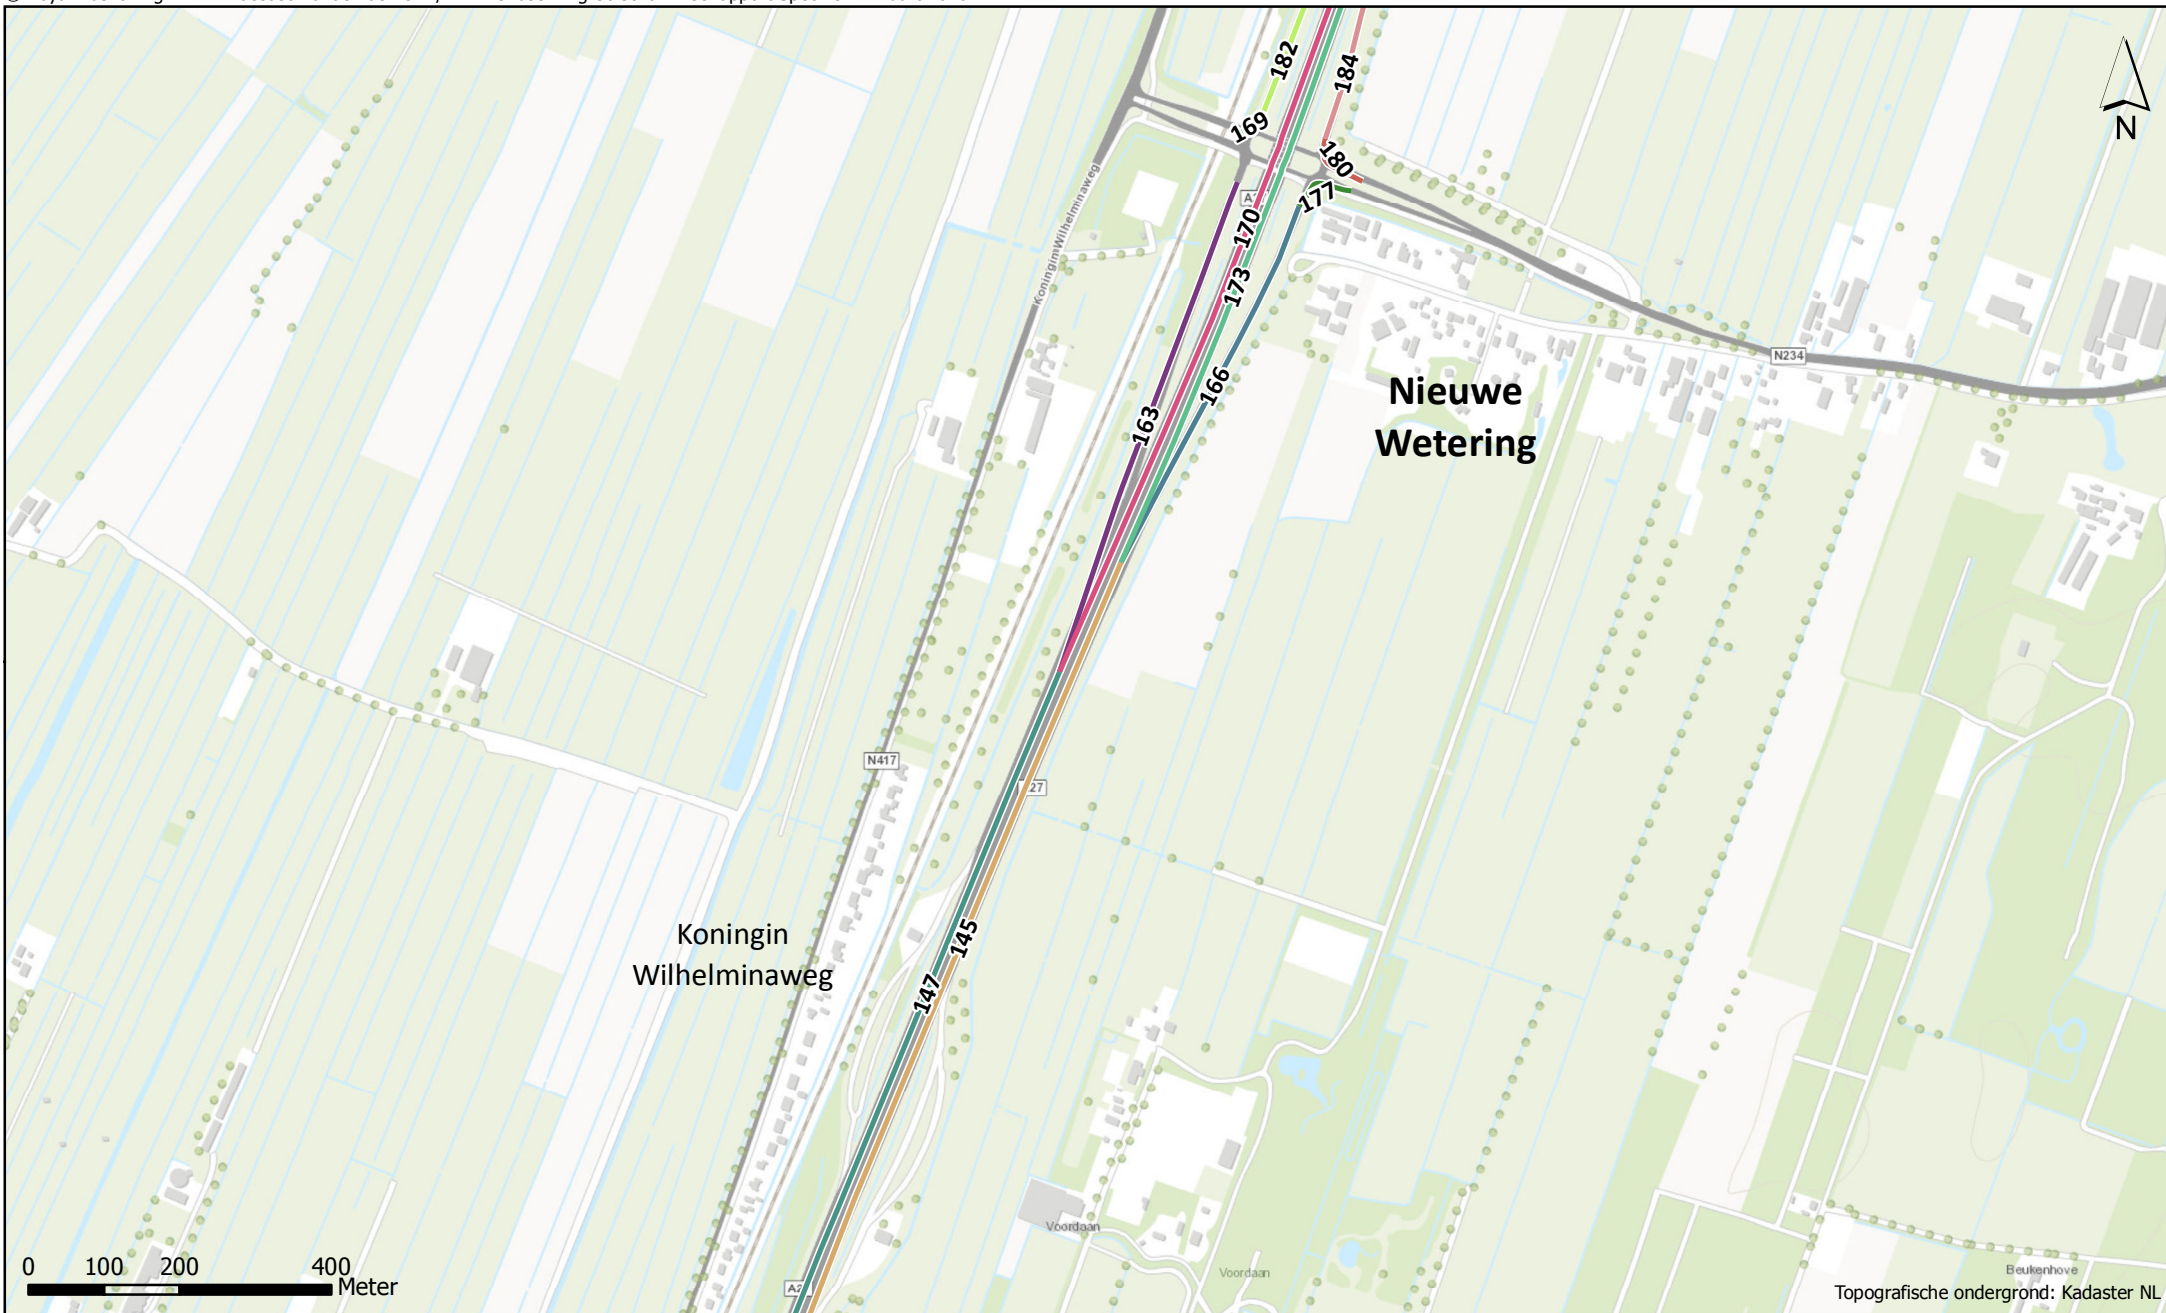 182
184
169
180
177
N
Koningin Wilhelminaweg
170
173
N234
166
Nieuwe
Wetering
163
N417
27
Koningin
Wilhelminaweg
145
147
Voordaan
Voordaan
Beukenhove
0 100 200 400
Meter
Topografische ondergrond: Kadaster NL